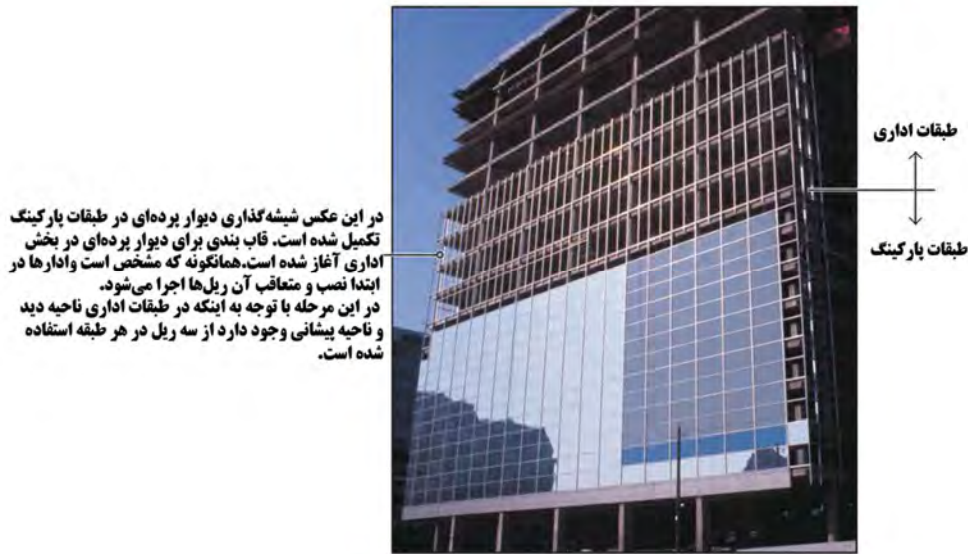 طبقات اداری
طبقات پارکینگ
در این عکس شیشه‌گذاری دیوار پرده‌ای در طبقات پارکینگ
تکمیل شده است. قاب بندی برای دیوار پرده‌ای در بخش
اداری آغاز شده است.همانگونه که مشخص است وادارها در
ابتدا نصب و متعاقب آن ریل‌ها اجرا می‌شود.
در این مرحله با توجه به اینکه در طبقات اداری ناحیه دید
و ناحیه پیشانی وجود دارد از سه ریل در هر طبقه استفاده
شده است.